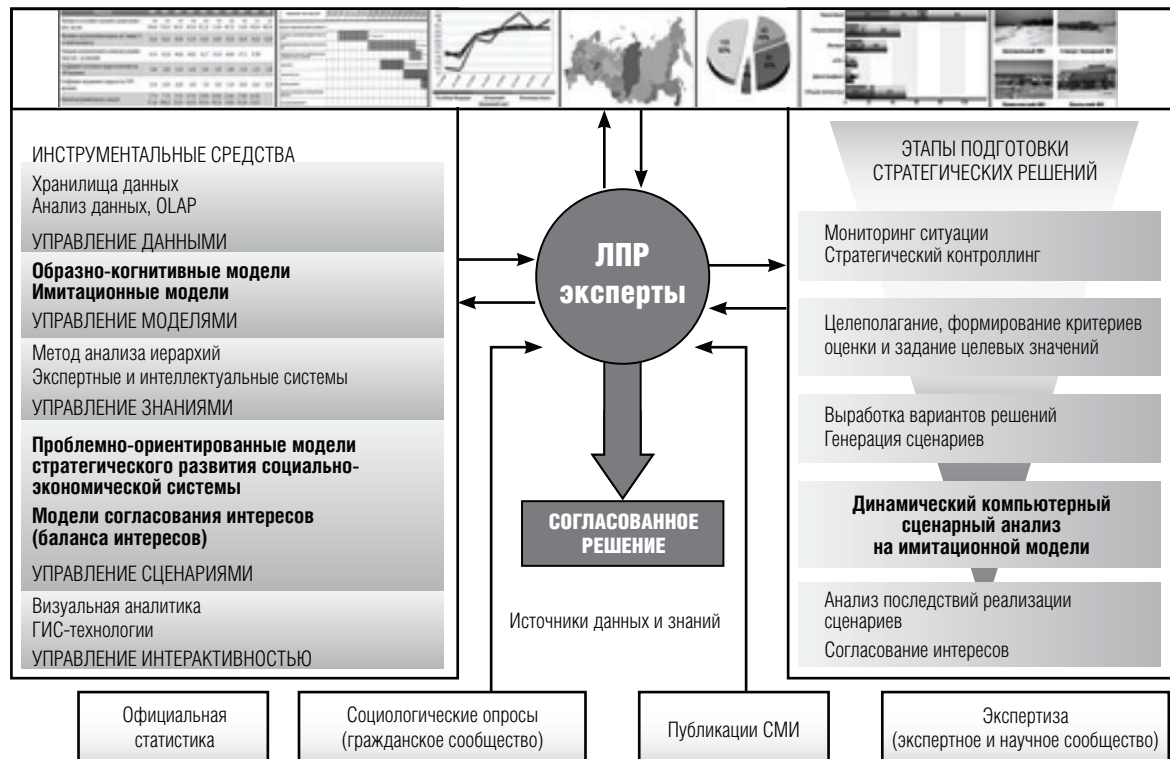 ИНСТРУМЕНТАЛЬНЫЕ СРЕДСТВА
Хранилища данных
Анализ данных, OLAP
УПРАВЛЕНИЕ ДАННЫМИ
Образно-когнитивные модели
Имитационные модели
УПРАВЛЕНИЕ МОДЕЛЯМИ
Метод анализа иерархий
Экспертные и интеллектуальные системы
УПРАВЛЕНИЕ ЗНАНИЯМИ
Проблемно-ориентированные модели
стратегического развития социально-
экономической системы
Модели согласования интересов
(баланса интересов)
УПРАВЛЕНИЕ СЦЕНАРИЯМИ
Визуальная аналитика
ГИС-технологии
УПРАВЛЕНИЕ ИНТЕРАКТИВНОСТЬЮ
ЛПР
эксперты
СОГЛАСОВАННОЕ
РЕШЕНИЕ
Источники данных и знаний
ЭТАПЫ ПОДГОТОВКИ
СТРАТЕГИЧЕСКИХ РЕШЕНИЙ
Мониторинг ситуации
Стратегический контроллинг
Целеполагание, формирование критериев
оценки и задание целевых значений
Выработка вариантов решений
Генерация сценариев
Динамический компьютерный
сценарный анализ
на имитационной модели
Анализ последствий реализации
сценариев
Согласование интересов
Официальная
статистика
Социологические опросы
(гражданское сообщество)
Публикации СМИ
Экспертиза
(экспертное и научное сообщество)